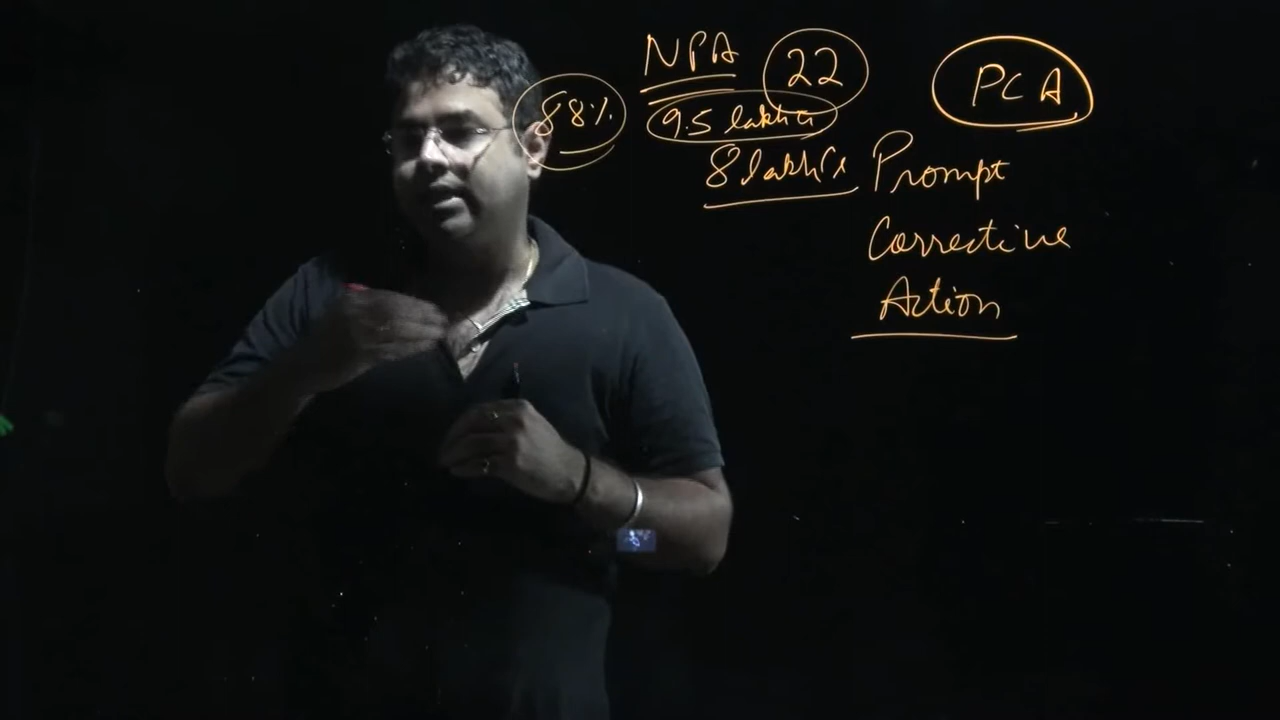 NPA
22
PCA
88%
9.5 lakh cr
8 lakh cr
Prompt
Corrective
Action